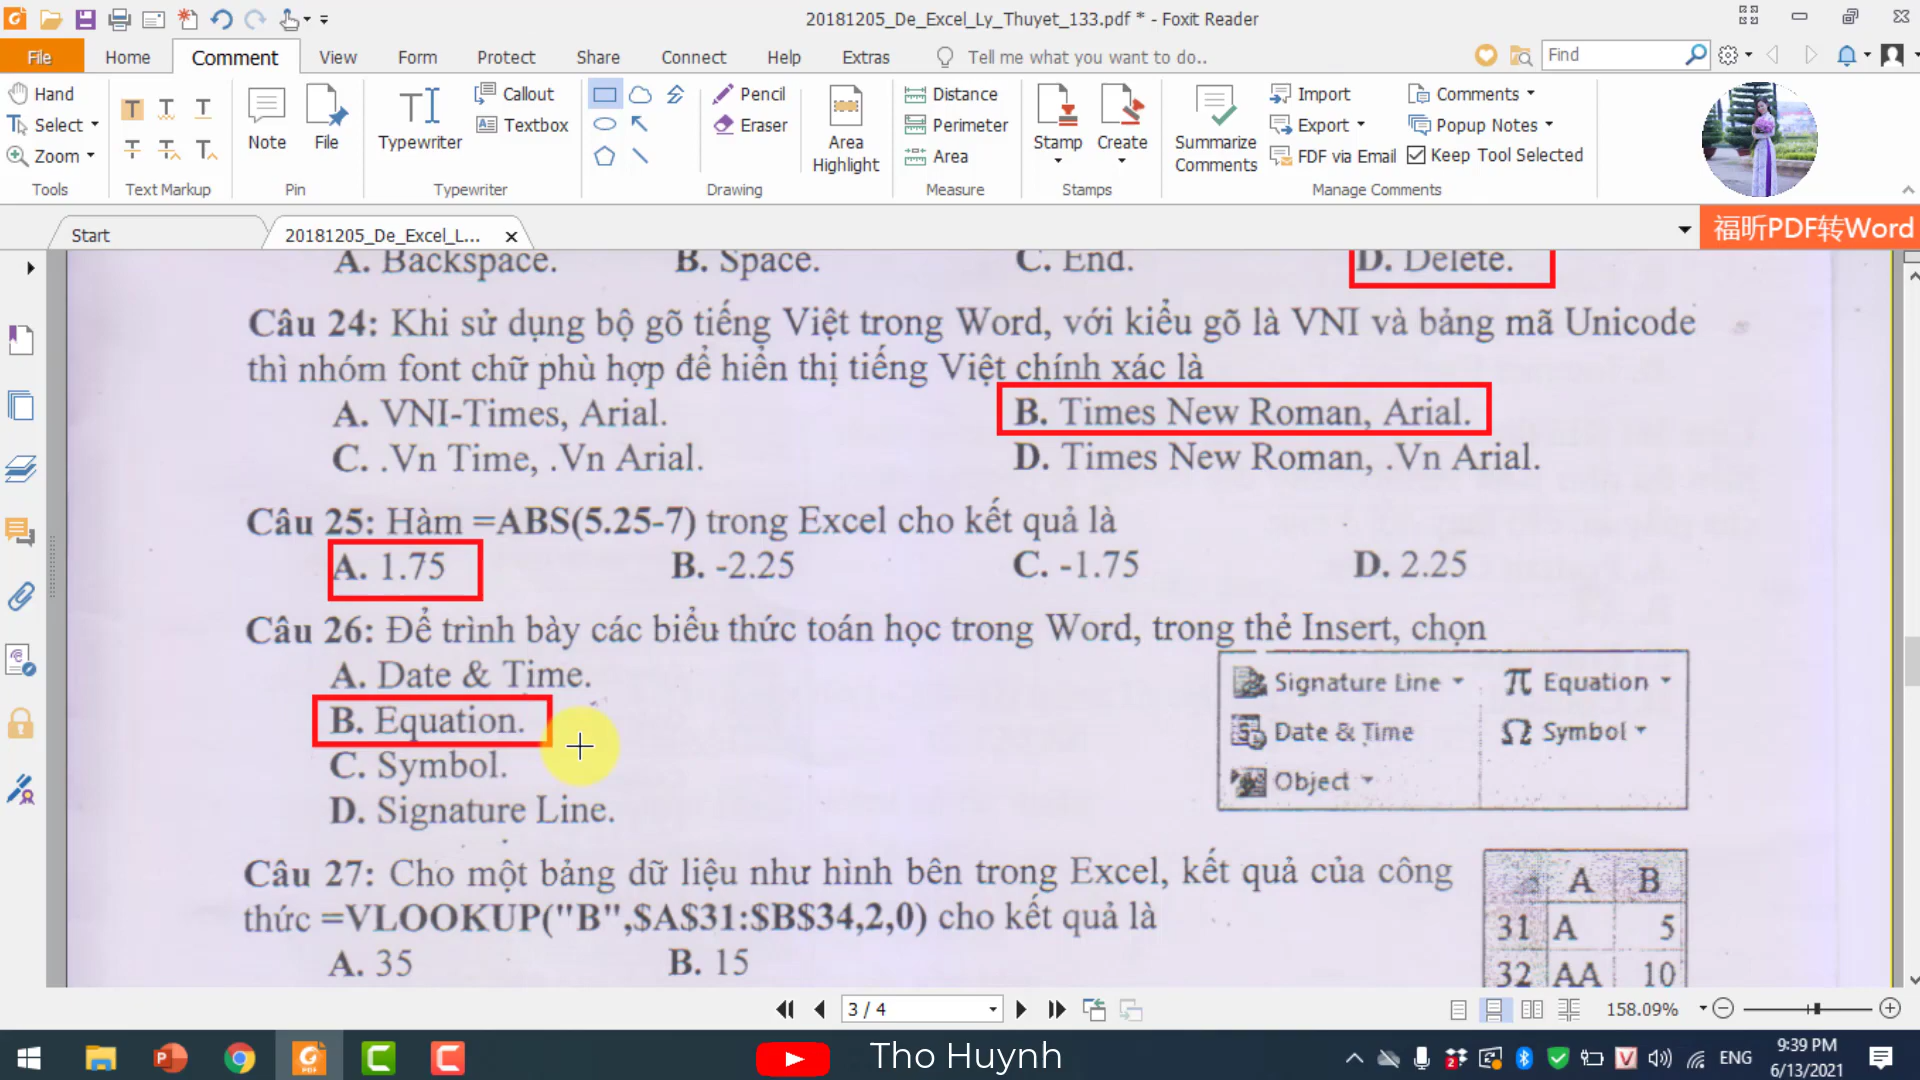 20181205_De_Excel_Ly_Thuyet_133.pdf * - Foxit Reader
File Home Comment View Form Protect Share Connect Help Extras Tell me what you want to do.. Find
Hand
Select
Zoom
Tools
Text Markup
Note
File
Pin
Typewriter
Callout
Textbox
Typewriter
Pencil
Eraser
Area
Highlight
Drawing
Distance
Perimeter
Area
Measure
Stamp
Create
Stamps
Summarize
Comments
Import
Export
FDF via Email
Comments
Popup Notes
Keep Tool Selected
Manage Comments
Start
20181205_De_Excel_L...
福昕PDF转Word
A. Backspace. B. Space. C. End. D. Delete.
Câu 24: Khi sử dụng bộ gõ tiếng Việt trong Word, với kiểu gõ là VNI và bảng mã Unicode
thì nhóm font chữ phù hợp để hiển thị tiếng Việt chính xác là
A. VNI-Times, Arial. B. Times New Roman, Arial.
C. .Vn Time, .Vn Arial. D. Times New Roman, .Vn Arial.
Câu 25: Hàm =ABS(5.25-7) trong Excel cho kết quả là
A. 1.75 B. -2.25 C. -1.75 D. 2.25
Câu 26: Để trình bày các biểu thức toán học trong Word, trong thẻ Insert, chọn
A. Date & Time.
B. Equation.
C. Symbol.
D. Signature Line.
Signature Line π Equation
Date & Time Ω Symbol
Object
Câu 27: Cho một bảng dữ liệu như hình bên trong Excel, kết quả của công
thức =VLOOKUP("B",$A$31:$B$34,2,0) cho kết quả là
A. 35 B. 15
A B
31 A 5
32 AA 10
3 / 4
158.09%
Tho Huynh
ENG
9:39 PM
6/13/2021